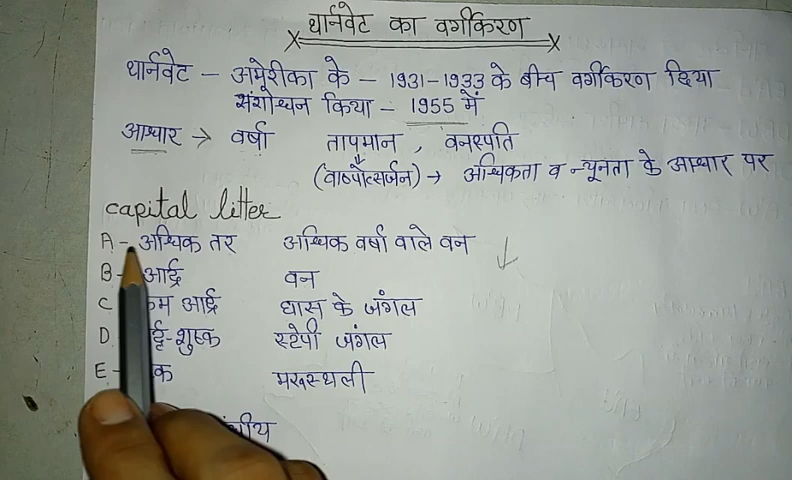 थार्नवेट का वर्गीकरण
थार्नवेट – अमेरीका के – 1931-1933 के बीच वर्गीकरण दिया
संशोधन किया – 1955 में
आधार → वर्षा तापमान , वनस्पति
(वाष्पोत्सर्जन) → अधिकता व न्यूनता के आधार पर
capital litter
A – अधिक तर अधिक वर्षा वाले वन
B – आर्द्र वन
C कम आर्द्र घास के जंगल
D -शुष्क स्टेपी जंगल
E – मरुस्थली